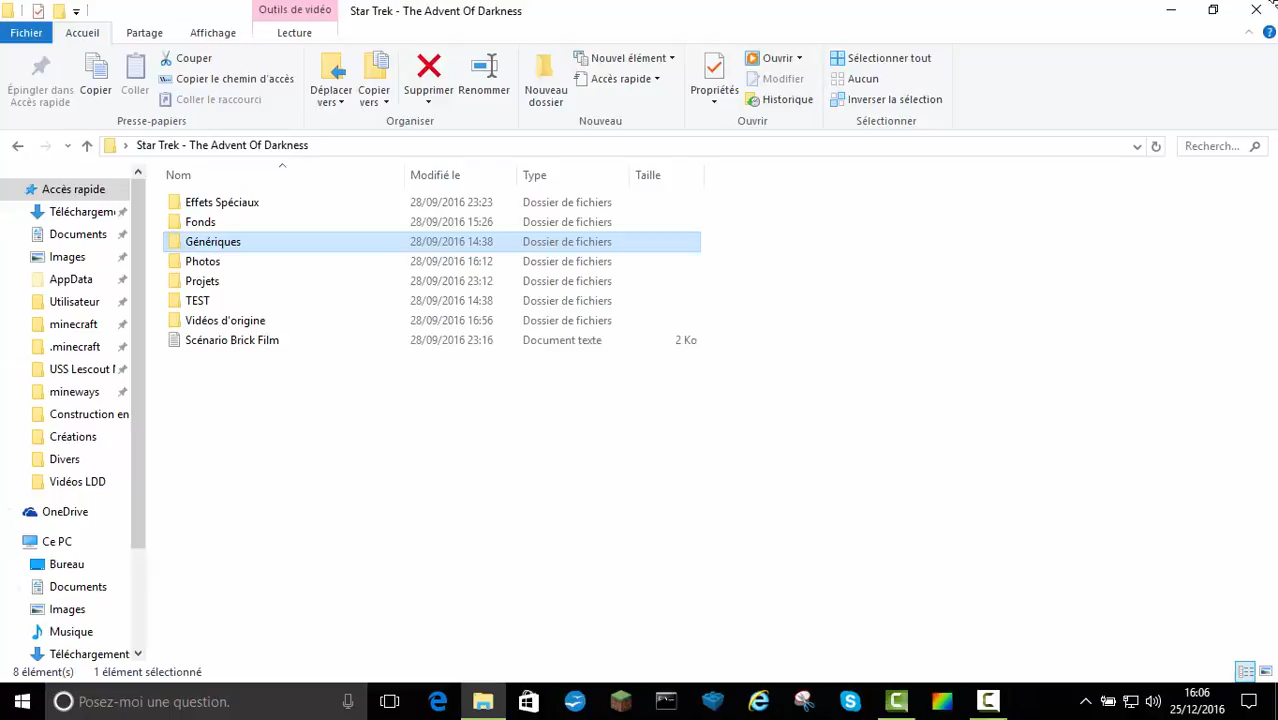 Outils de vidéo
Star Trek - The Advent Of Darkness
Fichier
Accueil
Partage
Affichage
Lecture
Épingler dans Accès rapide
Copier
Coller
Couper
Copier le chemin d'accès
Coller le raccourci
Presse-papiers
Déplacer vers
Copier vers
Supprimer
Renommer
Organiser
Nouveau dossier
Nouvel élément
Accès rapide
Nouveau
Propriétés
Ouvrir
Modifier
Historique
Ouvrir
Sélectionner tout
Aucun
Inverser la sélection
Sélectionner
Star Trek - The Advent Of Darkness
Recherch...
Nom Modifié le Type Taille
Effets Spéciaux 28/09/2016 23:23 Dossier de fichiers
Fonds 28/09/2016 15:26 Dossier de fichiers
Génériques 28/09/2016 14:38 Dossier de fichiers
Photos 28/09/2016 16:12 Dossier de fichiers
Projets 28/09/2016 23:12 Dossier de fichiers
TEST 28/09/2016 14:38 Dossier de fichiers
Vidéos d'origine 28/09/2016 16:56 Dossier de fichiers
Scénario Brick Film 28/09/2016 23:16 Document texte 2 Ko
Accès rapide
Téléchargem
Documents
Images
AppData
Utilisateur
minecraft
.minecraft
USS Lescout
mineways
Construction en
Créations
Divers
Vidéos LDD
OneDrive
Ce PC
Bureau
Documents
Images
Musique
Téléchargement
8 élément(s) 1 élément sélectionné
Posez-moi une question.
16:06
25/12/2016